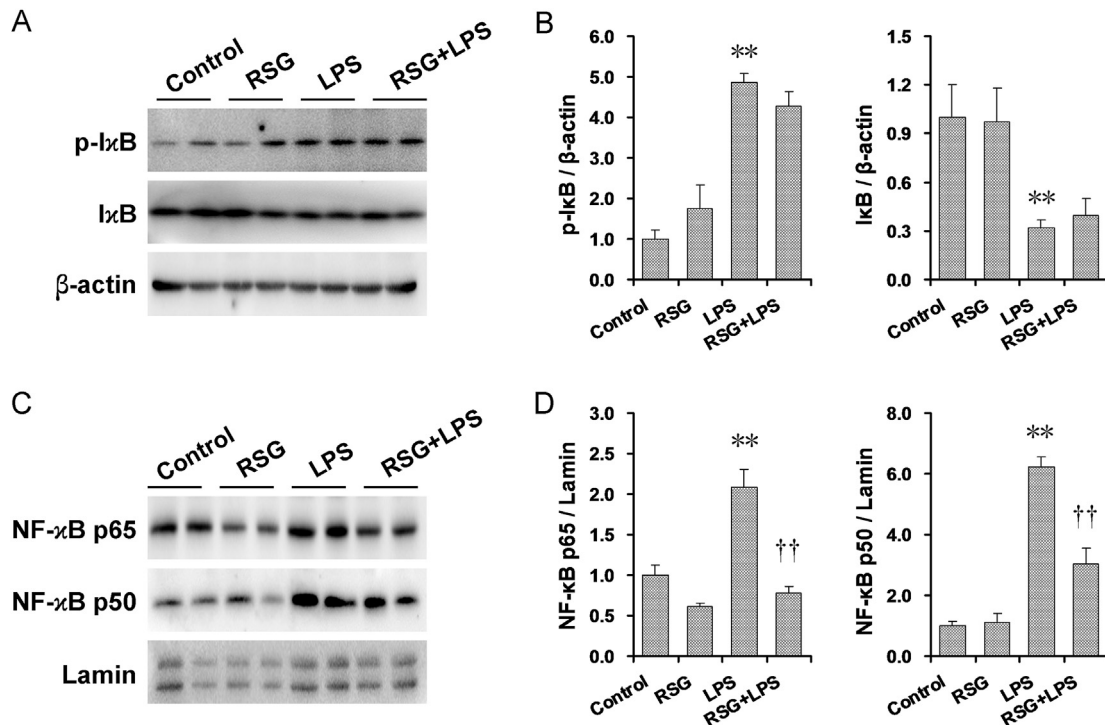 A
Control
RSG
LPS
RSG+LPS
p-IϰB
IϰB
β-actin
B
p-IκB / β-actin
6.0
5.0
4.0
3.0
2.0
1.0
0.0
**
Control
RSG
LPS
RSG+LPS
IκB / β-actin
1.5
1.2
0.9
0.6
0.3
0.0
**
Control
RSG
LPS
RSG+LPS
C
Control
RSG
LPS
RSG+LPS
NF-ϰB p65
NF-ϰB p50
Lamin
D
NF-κB p65 / Lamin
3.0
2.5
2.0
1.5
1.0
0.5
0.0
**
††
Control
RSG
LPS
RSG+LPS
NF-κB p50 / Lamin
8.0
6.0
4.0
2.0
0.0
**
††
Control
RSG
LPS
RSG+LPS